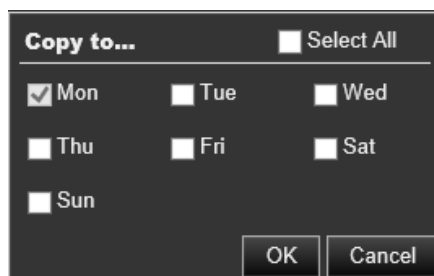 Copy to... Select All
Mon Tue Wed
Thu Fri Sat
Sun
OK Cancel